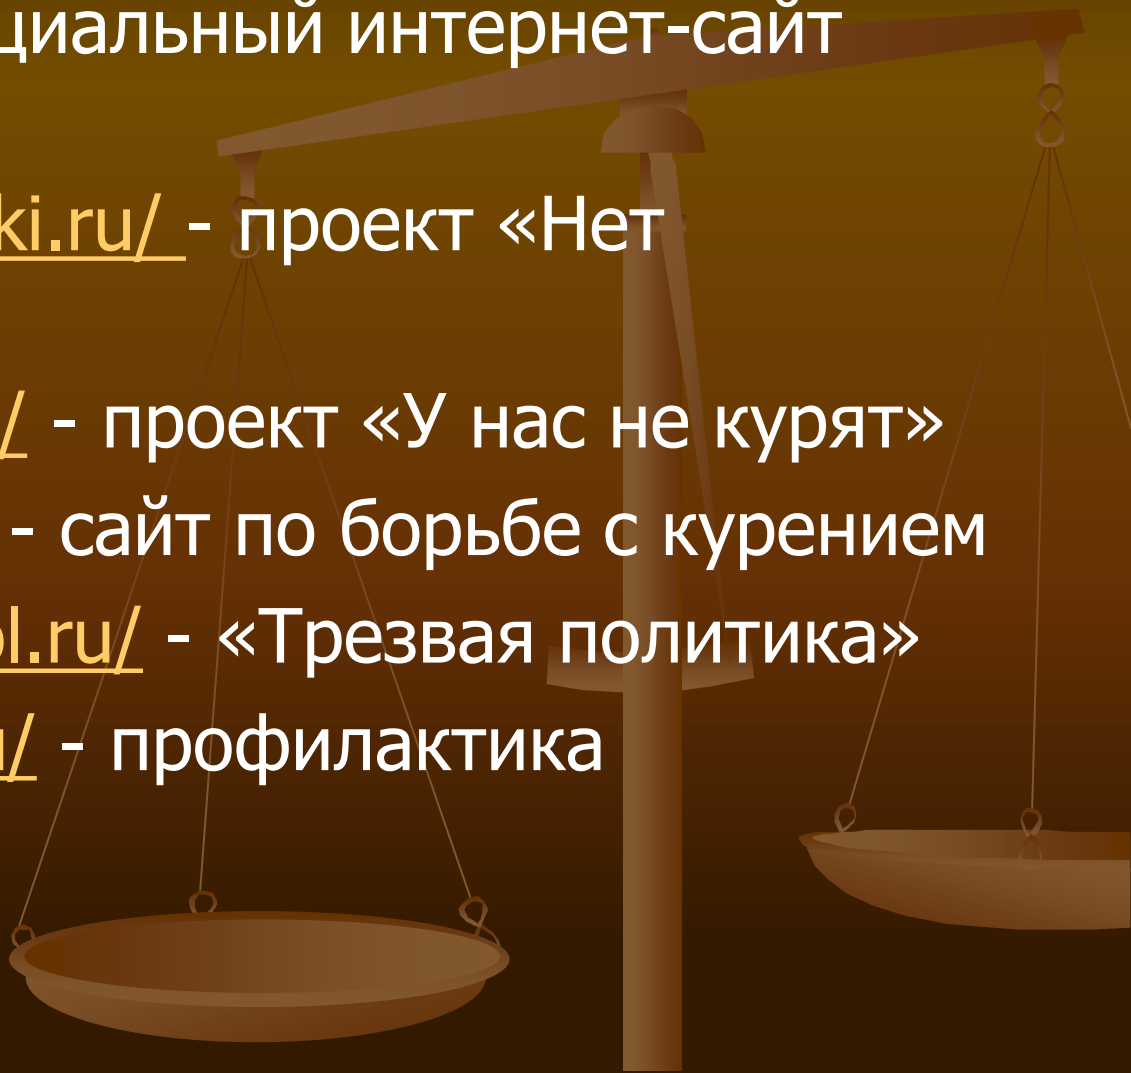 циальный интернет-сайт
ki.ru/ - проект «Нет
/ - проект «У нас не курят»
- сайт по борьбе с курением
ol.ru/ - «Трезвая политика»
u/ - профилактика